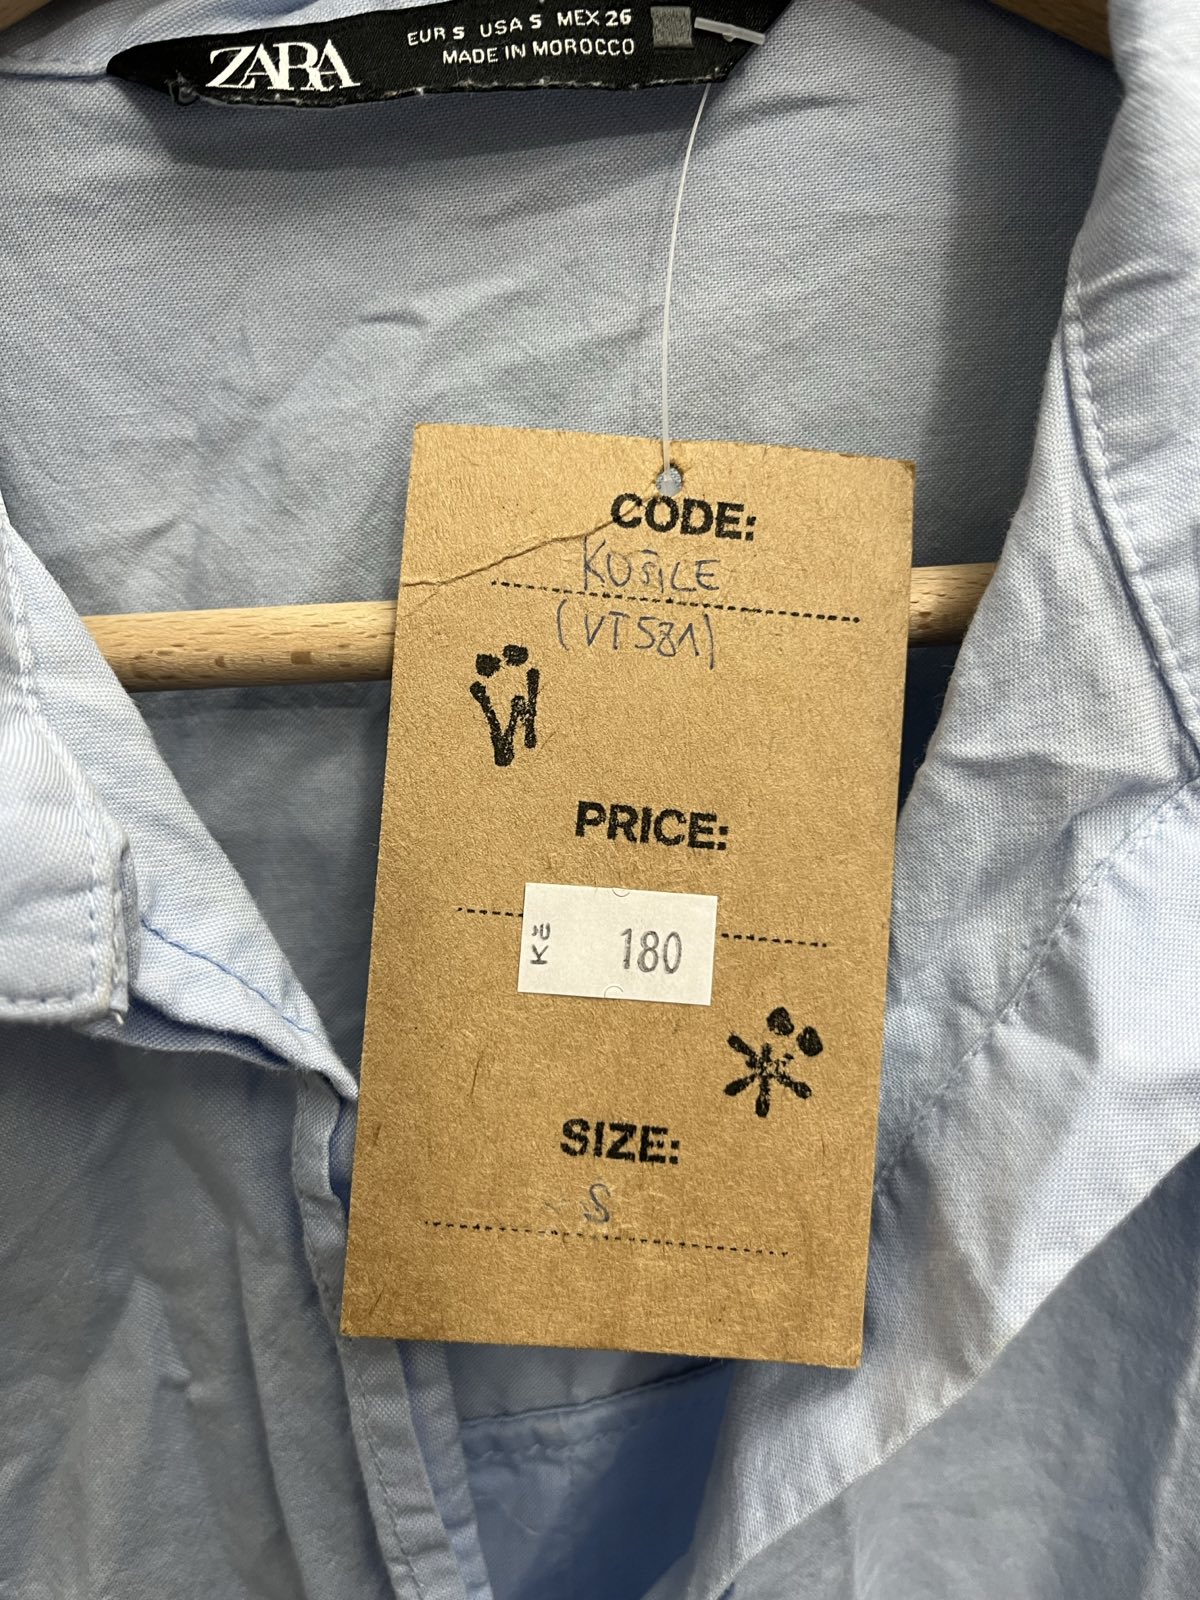 ZARA
EUR S USA S MEX 26
MADE IN MOROCCO
CODE:
KOŠILE
(VT581)
PRICE:
Kč 180
SIZE:
S